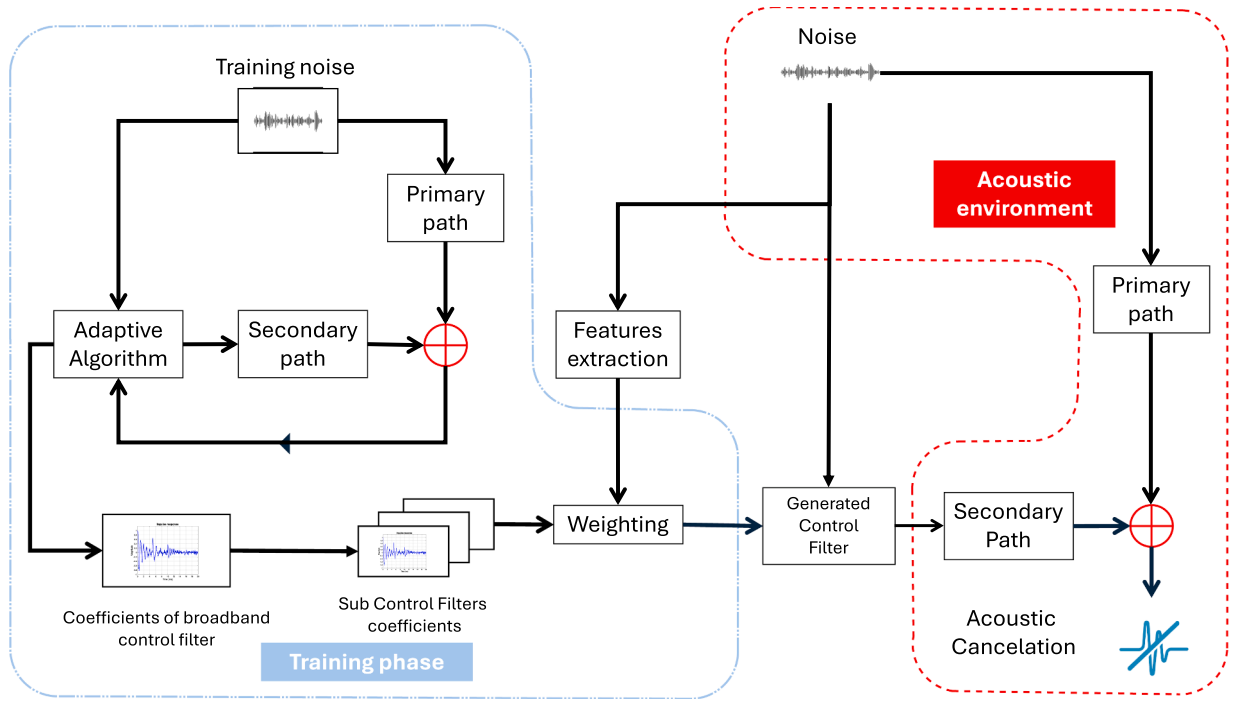 Noise
Training noise
Acoustic
environment
Primary
path
Primary
path
Adaptive
Algorithm
Secondary
path
Features
extraction
Generated
Control
Filter
Weighting
Secondary
Path
Sub Control Filters
coefficients
Coefficients of broadband
control filter
Acoustic
Cancelation
Training phase